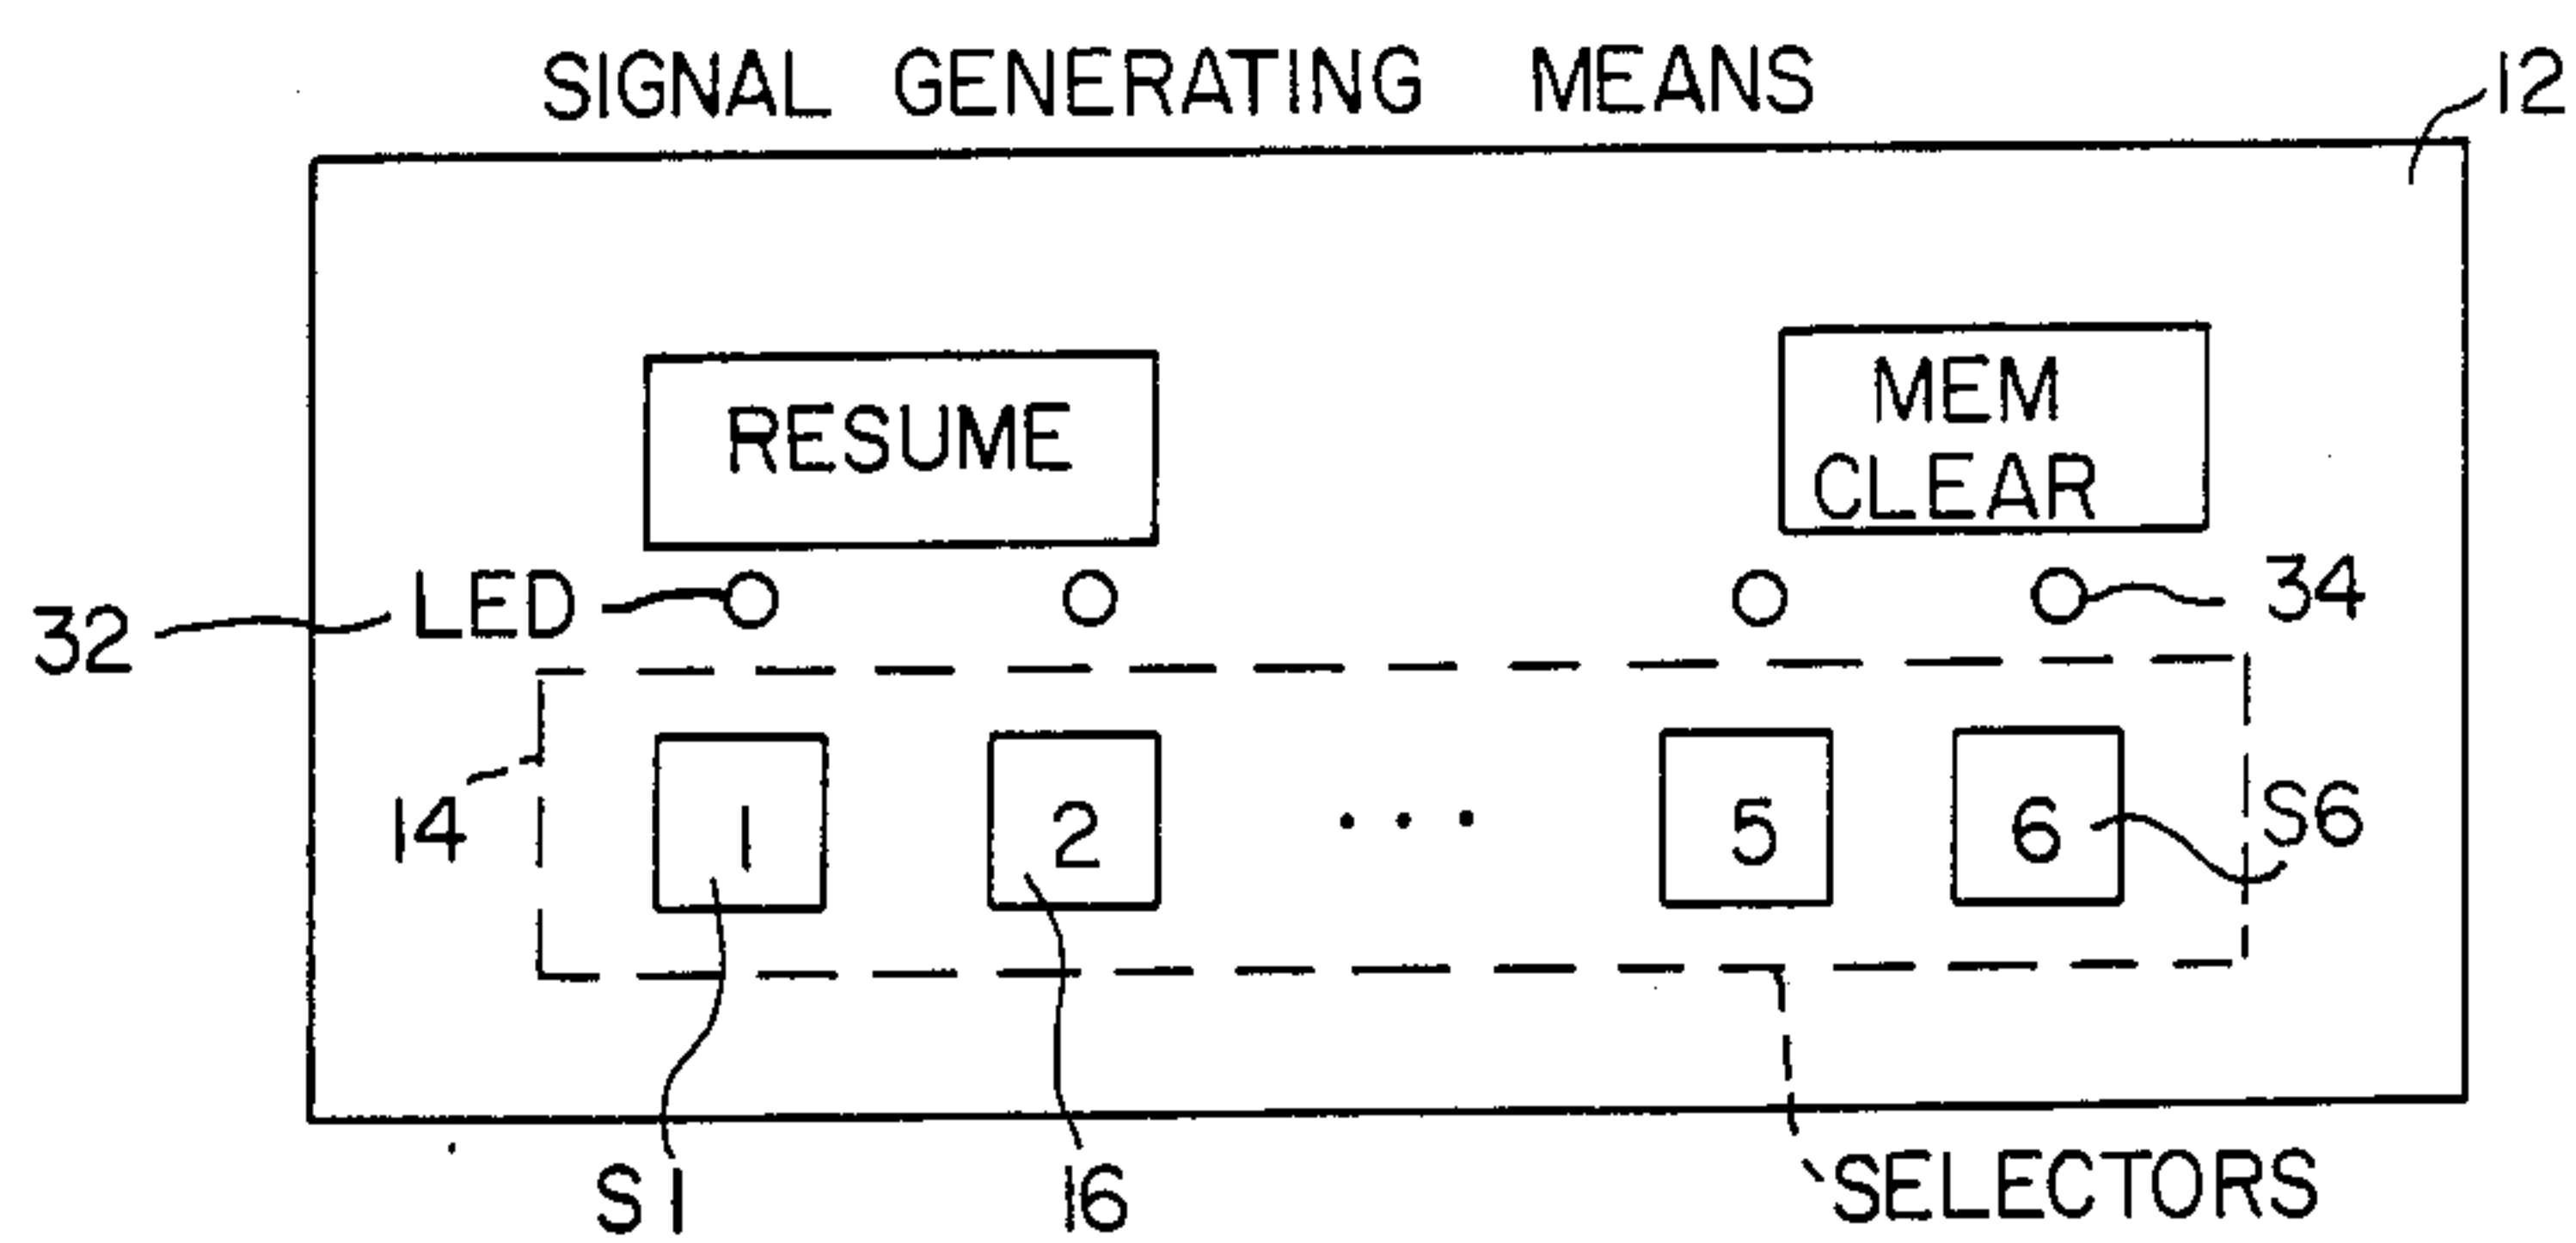 SIGNAL GENERATING MEANS
12
RESUME
MEM
CLEAR
32
LED
34
14
1
2
. . .
5
6
S6
S1
16
SELECTORS